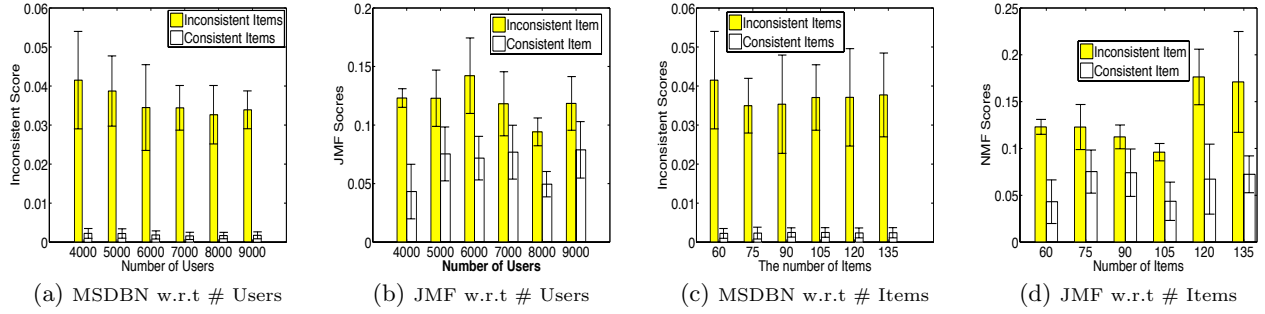 Inconsistent Score
0.06
0.05
0.04
0.03
0.02
0.01
0
Inconsistent Items
Consistent Items
4000 5000 6000 7000 8000 9000
Number of Users
(a) MSDBN w.r.t # Users
JMF Socres
0.2
0.15
0.1
0.05
0
Inconsistent Item
Consistent Item
4000 5000 6000 7000 8000 9000
Number of Users
(b) JMF w.r.t # Users
Inconsistent Scores
0.06
0.05
0.04
0.03
0.02
0.01
0
Inconsistent Items
Consistent Items
60 75 90 105 120 135
The number of Items
(c) MSDBN w.r.t # Items
NMF Scores
0.25
0.2
0.15
0.1
0.05
0
Inconsistent Item
Consistent Item
60 75 90 105 120 135
Number of Items
(d) JMF w.r.t # Items